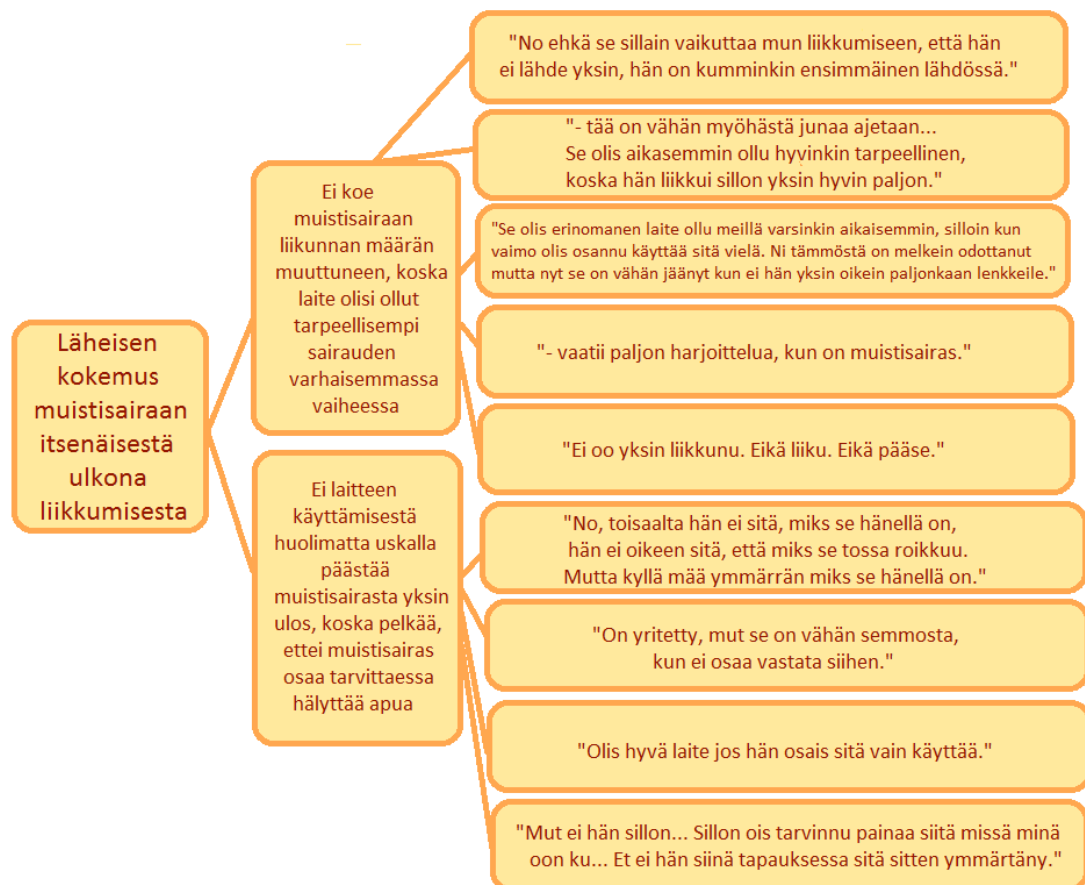 Läheisen
kokemus
muistisairaan
itsenäisestä
ulkona
liikkumisesta
Ei koe
muistisairaan
liikunnan määrän
muuttuneen, koska
laite olisi ollut
tarpeellisempi
sairauden
varhaisemmassa
vaiheessa
"No ehkä se sillain vaikuttaa mun liikkumiseen, että hän
ei lähde yksin, hän on kumminkin ensimmäinen lähdössä."
"- tää on vähän myöhästä junaa ajetaan...
Se olis aikasemmin ollu hyvinkin tarpeellinen,
koska hän liikkui sillon yksin hyvin paljon."
"Se olis erinomanen laite ollu meillä varsinkin aikaisemmin, silloin kun
vaimo olis osannu käyttää sitä vielä. Ni tämmöstä on melkein odottanut
mutta nyt se on vähän jäänyt kun ei hän yksin oikein paljonkaan lenkkeile."
"- vaatii paljon harjoittelua, kun on muistisairas."
"Ei oo yksin liikkunu. Eikä liiku. Eikä pääse."
Ei laitteen
käyttämisestä
huolimatta uskalla
päästää
muistisairasta yksin
ulos, koska pelkää,
ettei muistisairas
osaa tarvittaessa
hälyttää apua
"No, toisaalta hän ei sitä, miks se hänellä on,
hän ei oikeen sitä, että miks se tossa roikkuu.
Mutta kyllä mää ymmärrän miks se hänellä on."
"On yritetty, mut se on vähän semmosta,
kun ei osaa vastata siihen."
"Olis hyvä laite jos hän osais sitä vain käyttää."
"Mut ei hän sillon... Sillon ois tarvinnu painaa siitä missä minä
oon ku... Et ei hän siinä tapauksessa sitä sitten ymmärtäny."